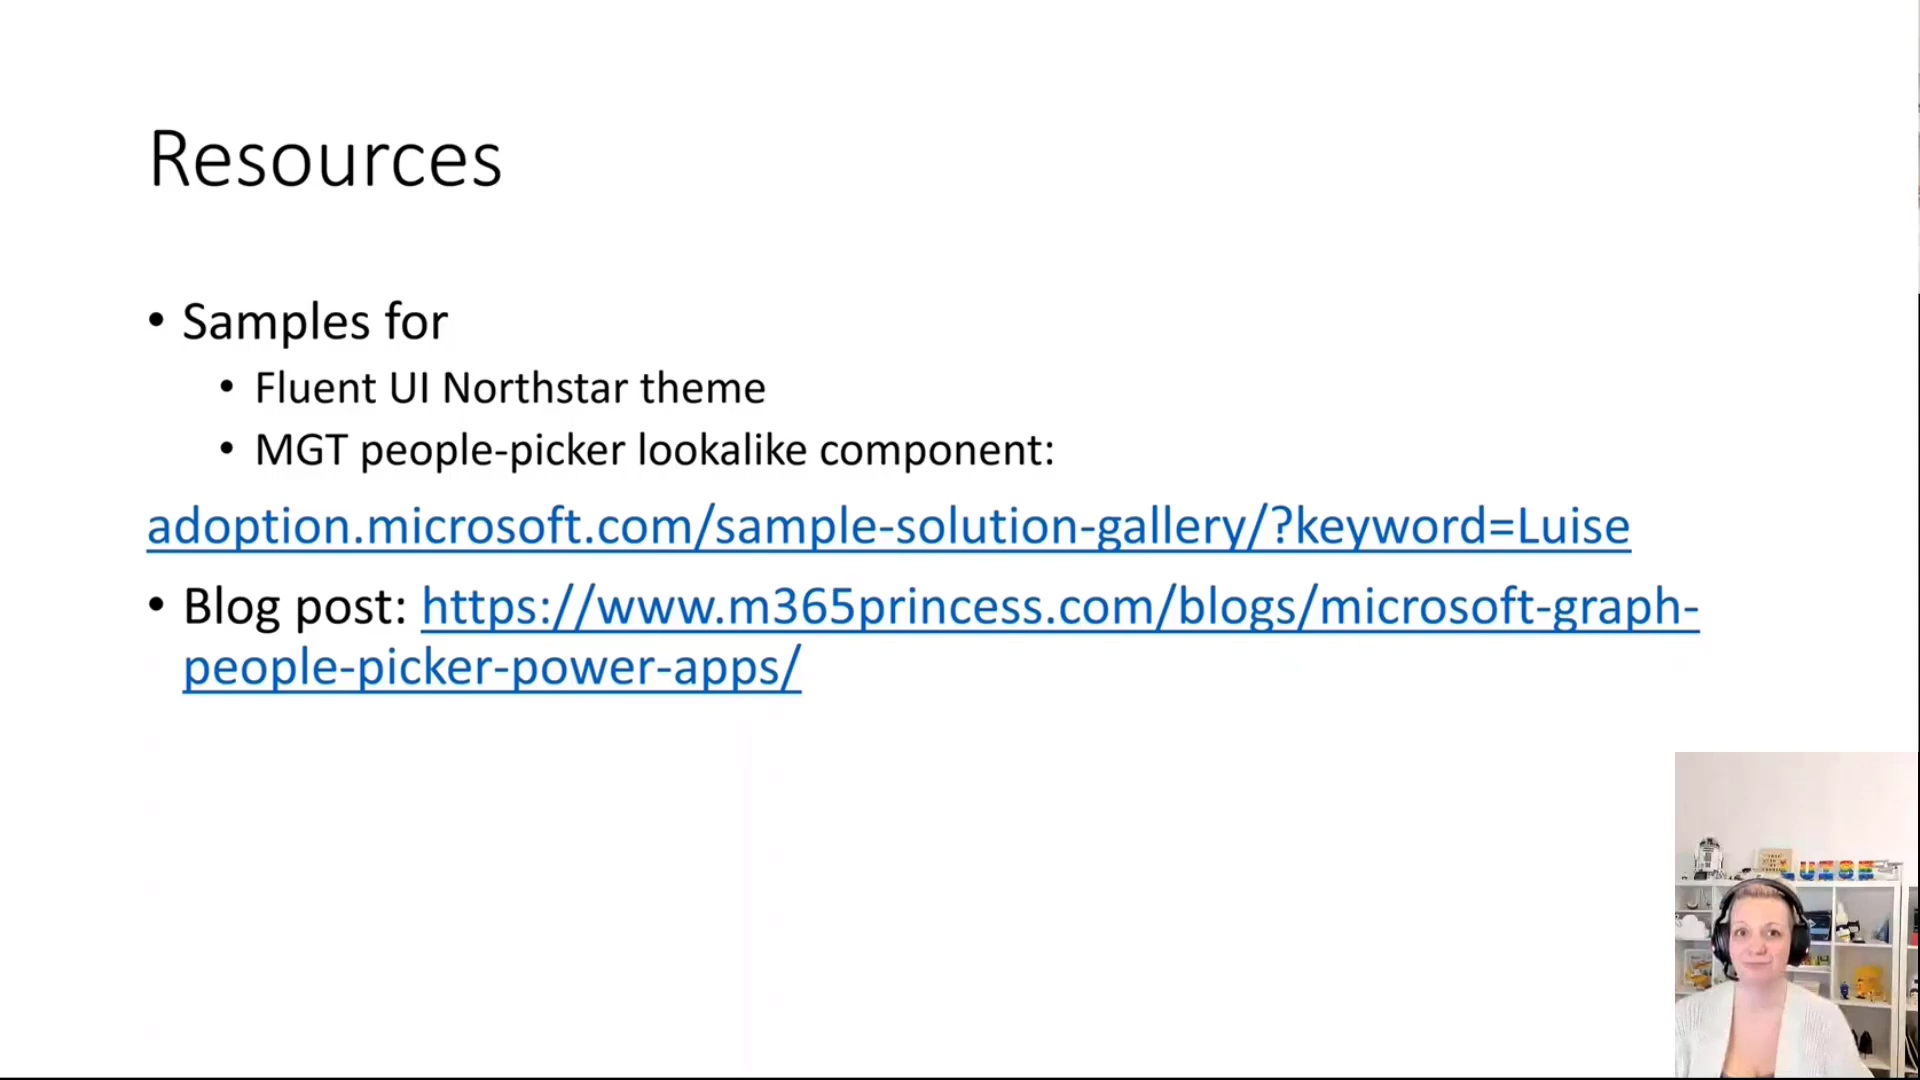 Resources
• Samples for
• Fluent UI Northstar theme
• MGT people-picker lookalike component:
adoption.microsoft.com/sample-solution-gallery/?keyword=Luise
• Blog post: https://www.m365princess.com/blogs/microsoft-graph-
people-picker-power-apps/